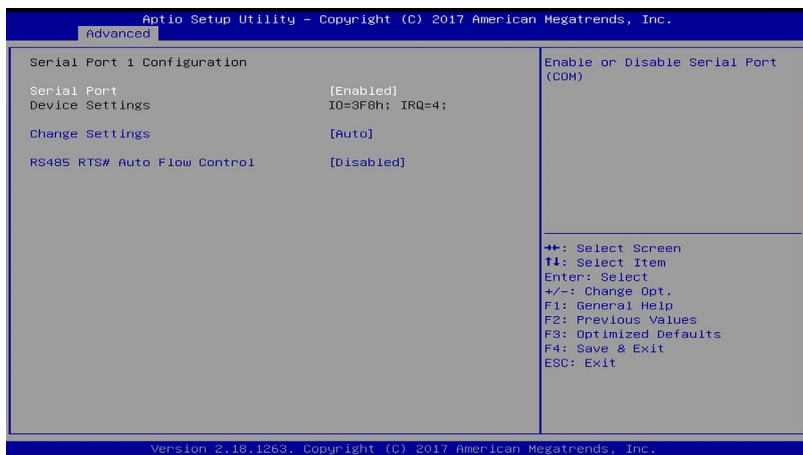 Aptio Setup Utility – Copyright (C) 2017 American Megatrends, Inc.
Advanced
Serial Port 1 Configuration
Serial Port [Enabled]
Device Settings IO=3F8h; IRQ=4;
Change Settings [Auto]
RS485 RTS# Auto Flow Control [Disabled]
Enable or Disable Serial Port
(COM)
→←: Select Screen
↑↓: Select Item
Enter: Select
+/-: Change Opt.
F1: General Help
F2: Previous Values
F3: Optimized Defaults
F4: Save & Exit
ESC: Exit
Version 2.18.1263. Copyright (C) 2017 American Megatrends, Inc.